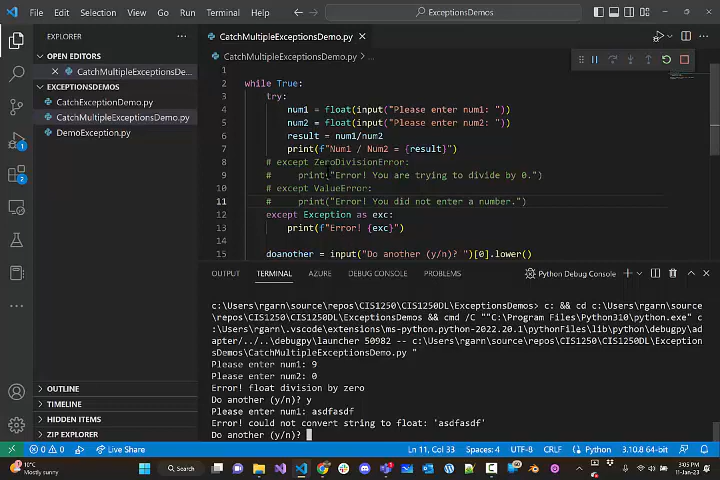 File Edit Selection View Go Run Terminal Help
ExceptionsDemos
EXPLORER
OPEN EDITORS
CatchMultipleExceptionsDe...
EXCEPTIONSDEMOS
CatchExceptionDemo.py
CatchMultipleExceptionsDemo.py
DemoException.py
OUTLINE
TIMELINE
HIDDEN ITEMS
ZIP EXPLORER
CatchMultipleExceptionsDemo.py
CatchMultipleExceptionsDemo.py > ...
1
2 while True:
3 try:
4 num1 = float(input("Please enter num1: "))
5 num2 = float(input("Please enter num2: "))
6 result = num1/num2
7 print(f"Num1 / Num2 = {result}")
8 # except ZeroDivisionError:
9 # print("Error! You are trying to divide by 0.")
10 # except ValueError:
11 # print("Error! You did not enter a number.")
12 except Exception as exc:
13 print(f"Error! {exc}")
14
15 doanother = input("Do another (y/n)? ")[0].lower()
OUTPUT TERMINAL AZURE DEBUG CONSOLE PROBLEMS
Python Debug Console
c:\Users\rgarn\source\repos\CIS1250\CIS1250DL\ExceptionsDemos> c: && cd c:\Users\rgarn\source
\repos\CIS1250\CIS1250DL\ExceptionsDemos && cmd /C ""C:\Program Files\Python310\python.exe" c
:\Users\rgarn\.vscode\extensions\ms-python.python-2022.20.1\pythonFiles\lib\python\debugpy\ad
apter/../..\debugpy\launcher 50982 -- c:\Users\rgarn\source\repos\CIS1250\CIS1250DL\Exception
sDemos\CatchMultipleExceptionsDemo.py "
Please enter num1: 9
Please enter num2: 0
Error! float division by zero
Do another (y/n)? y
Please enter num1: asdfasdf
Error! could not convert string to float: 'asdfasdf'
Do another (y/n)?
0 0 Live Share Ln 11, Col 33 Spaces: 4 UTF-8 CRLF Python 3.10.8 64-bit
10°C
Mostly sunny
Search
3:05 PM
11-Jan-23